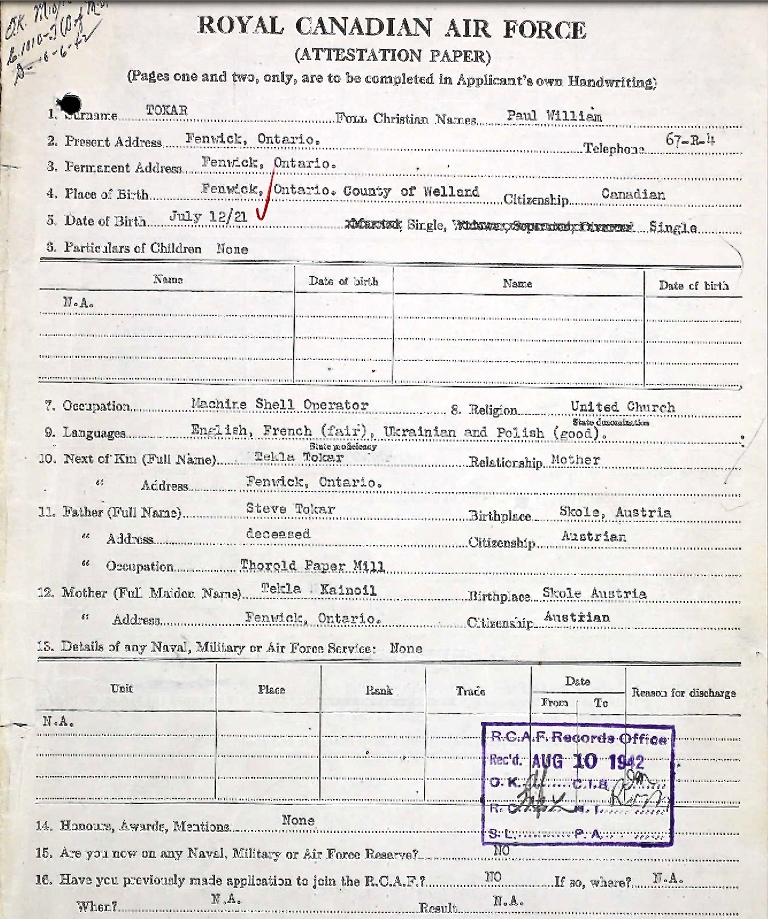 ROYAL CANADIAN AIR FORCE
(ATTESTATION PAPER)
(Pages one and two, only, are to be completed in Applicant's own Handwriting)
1. Surname TOKAR Full Christian Names Paul William
2. Present Address Fenwick, Ontario. Telephone 67-R-4
3. Permanent Address Fenwick, Ontario.
4. Place of Birth Fenwick, Ontario. County of Welland Citizenship Canadian
5. Date of Birth July 12/21 Married, Single, Widower, Separated, Divorced Single
6. Particulars of Children None
Name Date of birth Name Date of birth
N.A.
7. Occupation Machine Shell Operator 8. Religion United Church
State denomination
9. Languages English, French (fair), Ukrainian and Polish (good).
State proficiency
10. Next of Kin (Full Name) Tekla Tokar Relationship Mother
" Address Fenwick, Ontario.
11. Father (Full Name) Steve Tokar Birthplace Skole, Austria
" Address deceased Citizenship Austrian
" Occupation Thorold Paper Mill
12. Mother (Full Maiden Name) Tekla Kainoil Birthplace Skole Austria
" Address Fenwick, Ontario. Citizenship Austrian
13. Details of any Naval, Military or Air Force Service: None
Unit Place Rank Trade Date Reason for discharge
From To
N.A.
R.C.A.F. Records Office
Rec'd. AUG 10 1942
O.K. C.I.B.
R.C. H.I.
S.L. P.A.
14. Honours, Awards, Mentions None
15. Are you now on any Naval, Military or Air Force Reserve? NO
16. Have you previously made application to join the R.C.A.F.? NO If so, where? N.A.
When? N.A. Result N.A.